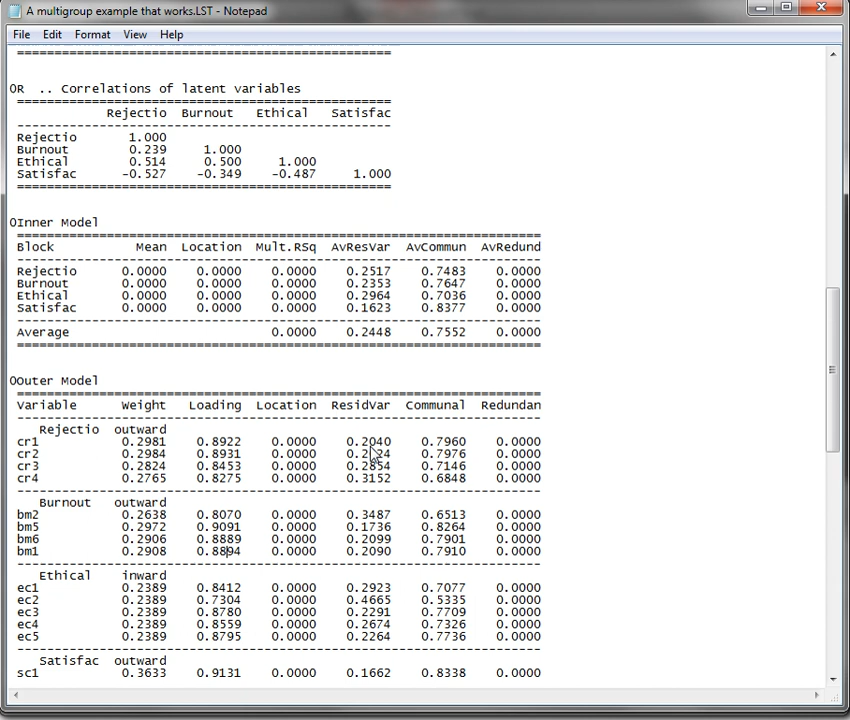 A multigroup example that works.LST - Notepad
File Edit Format View Help
===========================================
OR .. Correlations of latent variables
===========================================
Rejectio Burnout Ethical Satisfac
-------------------------------------------
Rejectio 1.000
Burnout 0.239 1.000
Ethical 0.514 0.500 1.000
Satisfac -0.527 -0.349 -0.487 1.000
===========================================
OInner Model
===========================================================
Block Mean Location Mult.RSq AvResVar AvCommun AvRedund
-----------------------------------------------------------
Rejectio 0.0000 0.0000 0.0000 0.2517 0.7483 0.0000
Burnout 0.0000 0.0000 0.0000 0.2353 0.7647 0.0000
Ethical 0.0000 0.0000 0.0000 0.2964 0.7036 0.0000
Satisfac 0.0000 0.0000 0.0000 0.1623 0.8377 0.0000
-----------------------------------------------------------
Average 0.0000 0.2448 0.7552 0.0000
===========================================================
OOuter Model
===========================================================
Variable Weight Loading Location ResidVar Communal Redundan
-----------------------------------------------------------
Rejectio outward
cr1 0.2981 0.8922 0.0000 0.2040 0.7960 0.0000
cr2 0.2984 0.8931 0.0000 0.7976 0.0000
cr3 0.2824 0.8453 0.0000 0.2854 0.7146 0.0000
cr4 0.2765 0.8275 0.0000 0.3152 0.6848 0.0000
-----------------------------------------------------------
Burnout outward
bm2 0.2638 0.8070 0.0000 0.3487 0.6513 0.0000
bm5 0.2972 0.9091 0.0000 0.1736 0.8264 0.0000
bm6 0.2906 0.8889 0.0000 0.2099 0.7901 0.0000
bm1 0.2908 0.8894 0.0000 0.2090 0.7910 0.0000
-----------------------------------------------------------
Ethical inward
ec1 0.2389 0.8412 0.0000 0.2923 0.7077 0.0000
ec2 0.2389 0.7304 0.0000 0.4665 0.5335 0.0000
ec3 0.2389 0.8780 0.0000 0.2291 0.7709 0.0000
ec4 0.2389 0.8559 0.0000 0.2674 0.7326 0.0000
ec5 0.2389 0.8795 0.0000 0.2264 0.7736 0.0000
-----------------------------------------------------------
Satisfac outward
sc1 0.3633 0.9131 0.0000 0.1662 0.8338 0.0000